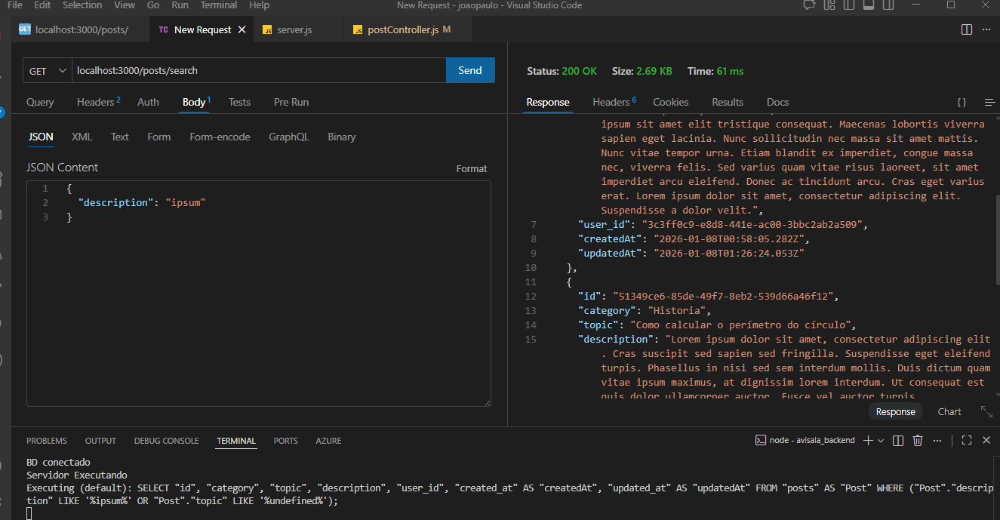 File Edit Selection View Go Run Terminal Help New Request - joaopaulo - Visual Studio Code
GET localhost:3000/posts/ TC New Request JS server.js JS postController.js M
GET localhost:3000/posts/search Send
Query Headers 2 Auth Body 1 Tests Pre Run
JSON XML Text Form Form-encode GraphQL Binary
JSON Content Format
1 {
2 "description": "ipsum"
3 }
Status: 200 OK Size: 2.69 KB Time: 61 ms
Response Headers 6 Cookies Results Docs {}
ipsum sit amet elit tristique consequat. Maecenas lobortis viverra
sapien eget lacinia. Nunc sollicitudin nec massa sit amet mattis.
Nunc vitae tempor urna. Etiam blandit ex imperdiet, congue massa
nec, viverra felis. Sed varius quam vitae risus laoreet, sit amet
imperdiet arcu eleifend. Donec ac tincidunt arcu. Cras eget varius
erat. Lorem ipsum dolor sit amet, consectetur adipiscing elit.
Suspendisse a dolor velit.",
7 "user_id": "3c3ff0c9-e8d8-441e-ac00-3bbc2ab2a509",
8 "createdAt": "2026-01-08T00:58:05.282Z",
9 "updatedAt": "2026-01-08T01:26:24.053Z"
10 },
11 {
12 "id": "51349ce6-85de-49f7-8eb2-539d66a46f12",
13 "category": "Historia",
14 "topic": "Como calcular o perímetro do círculo",
15 "description": "Lorem ipsum dolor sit amet, consectetur adipiscing elit
. Cras suscipit sed sapien sed fringilla. Suspendisse eget eleifend
turpis. Phasellus in nisi sed sem interdum mollis. Duis dictum quam
vitae ipsum maximus, at dignissim lorem interdum. Ut consequat est
quis dolor ullamcorper auctor. Fusce vel auctor turpis
Response Chart
PROBLEMS OUTPUT DEBUG CONSOLE TERMINAL PORTS AZURE node - avisala_backend
BD conectado
Servidor Executando
Executing (default): SELECT "id", "category", "topic", "description", "user_id", "created_at" AS "createdAt", "updated_at" AS "updatedAt" FROM "posts" AS "Post" WHERE ("Post"."descrip
tion" LIKE '%ipsum%' OR "Post"."topic" LIKE '%undefined%');